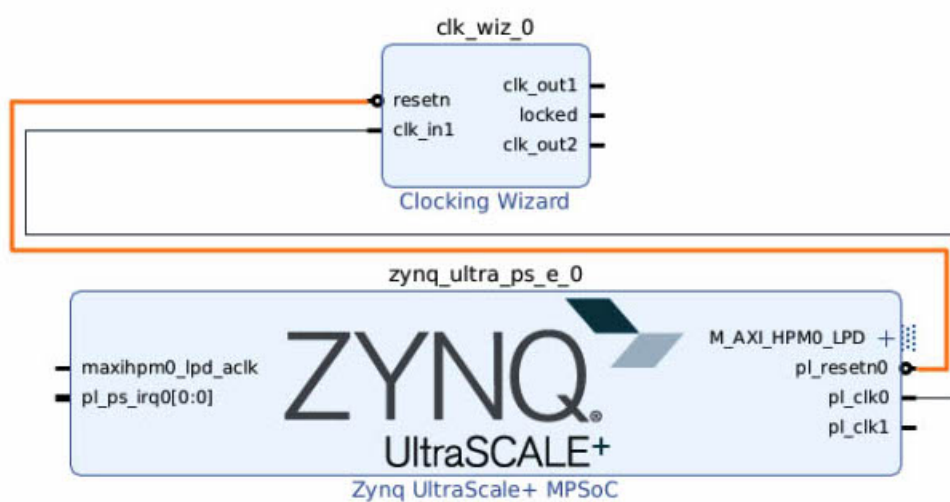 clk_wiz_0
resetn
clk_in1
clk_out1
locked
clk_out2
Clocking Wizard
zynq_ultra_ps_e_0
maxihpm0_lpd_aclk
pl_ps_irq0[0:0]
ZYNQ®
UltraSCALE+
M_AXI_HPM0_LPD
pl_resetn0
pl_clk0
pl_clk1
Zynq UltraScale+ MPSoC